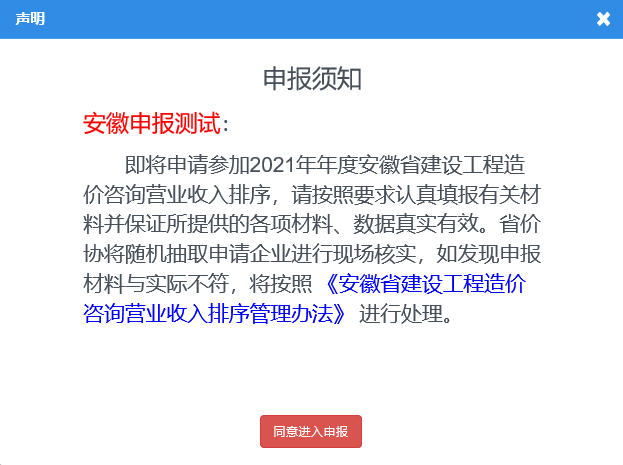 声明
申报须知
安徽申报测试：
即将申请参加2021年年度安徽省建设工程造
价咨询营业收入排序，请按照要求认真填报有关材
料并保证所提供的各项材料、数据真实有效。省价
协将随机抽取申请企业进行现场核实，如发现申报
材料与实际不符，将按照《安徽省建设工程造价
咨询营业收入排序管理办法》 进行处理。
同意进入申报